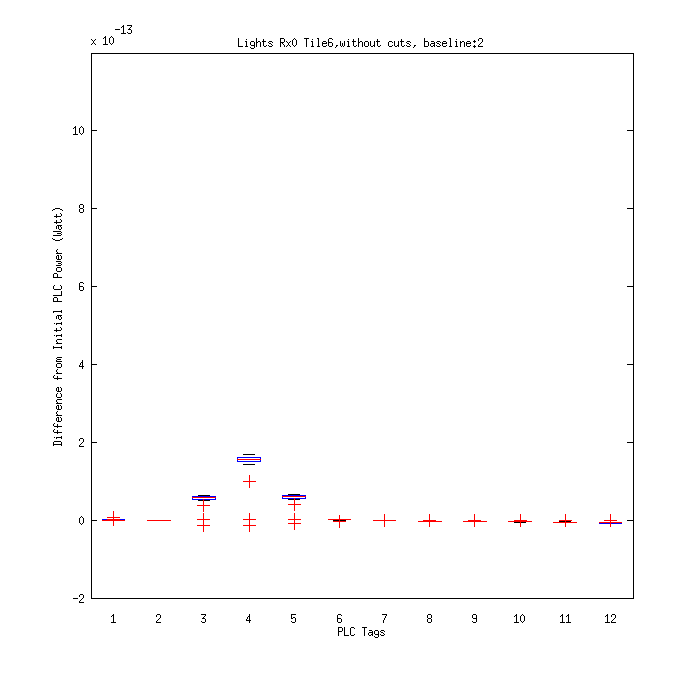 x 10-13
Lights Rx0 Tile6,without cuts, baseline:2
10
8
6
4
2
0
-2
Difference from Initial PLC Power (Watt)
1 2 3 4 5 6 7 8 9 10 11 12
PLC Tags